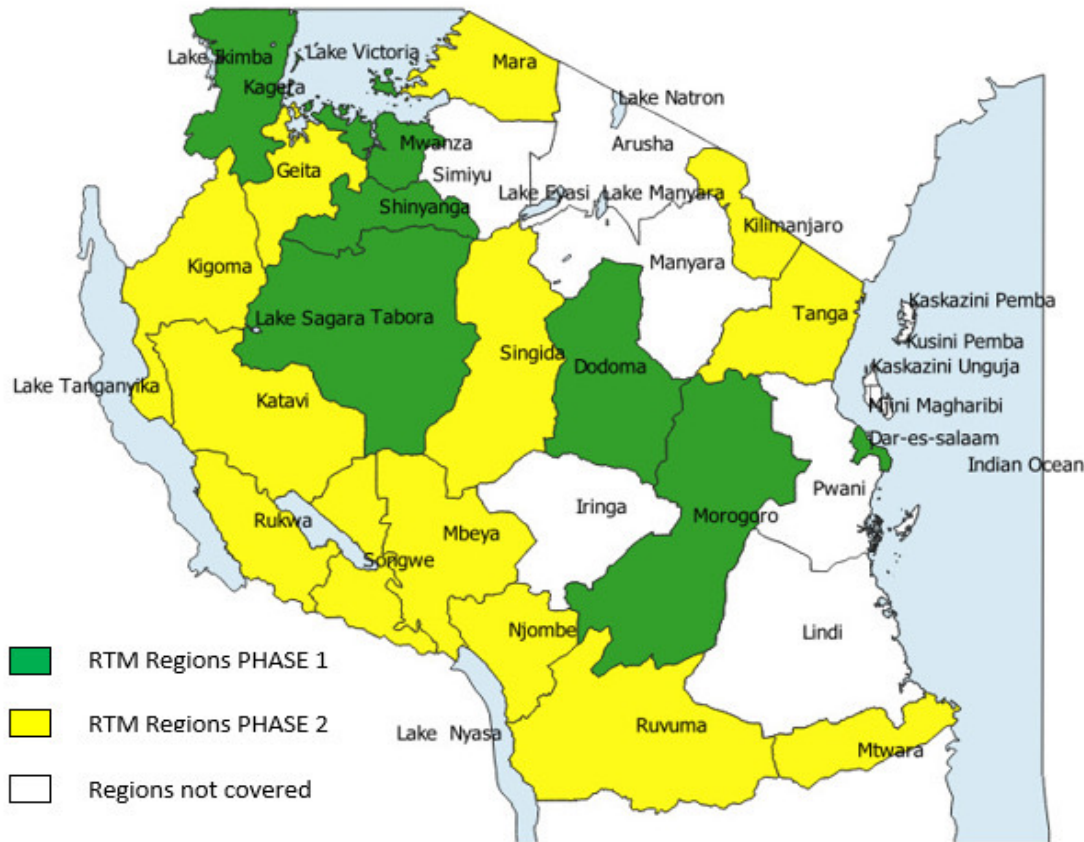 Lake Ikimba
Lake Victoria
Mara
Kagera
Lake Natron
Mwanza
Arusha
Geita
Simiyu
Lake Eyasi
Lake Manyara
Shinyanga
Kilimanjaro
Kigoma
Manyara
Kaskazini Pemba
Lake Sagara
Tabora
Tanga
Kusini Pemba
Singida
Dodoma
Kaskazini Unguja
Lake Tanganyika
Katavi
Mjini Magharibi
Dar-es-salaam
Indian Ocean
Pwani
Iringa
Morogoro
Rukwa
Mbeya
Songwe
Njombe
Lindi
RTM Regions PHASE 1
RTM Regions PHASE 2
Ruvuma
Lake Nyasa
Mtwara
Regions not covered